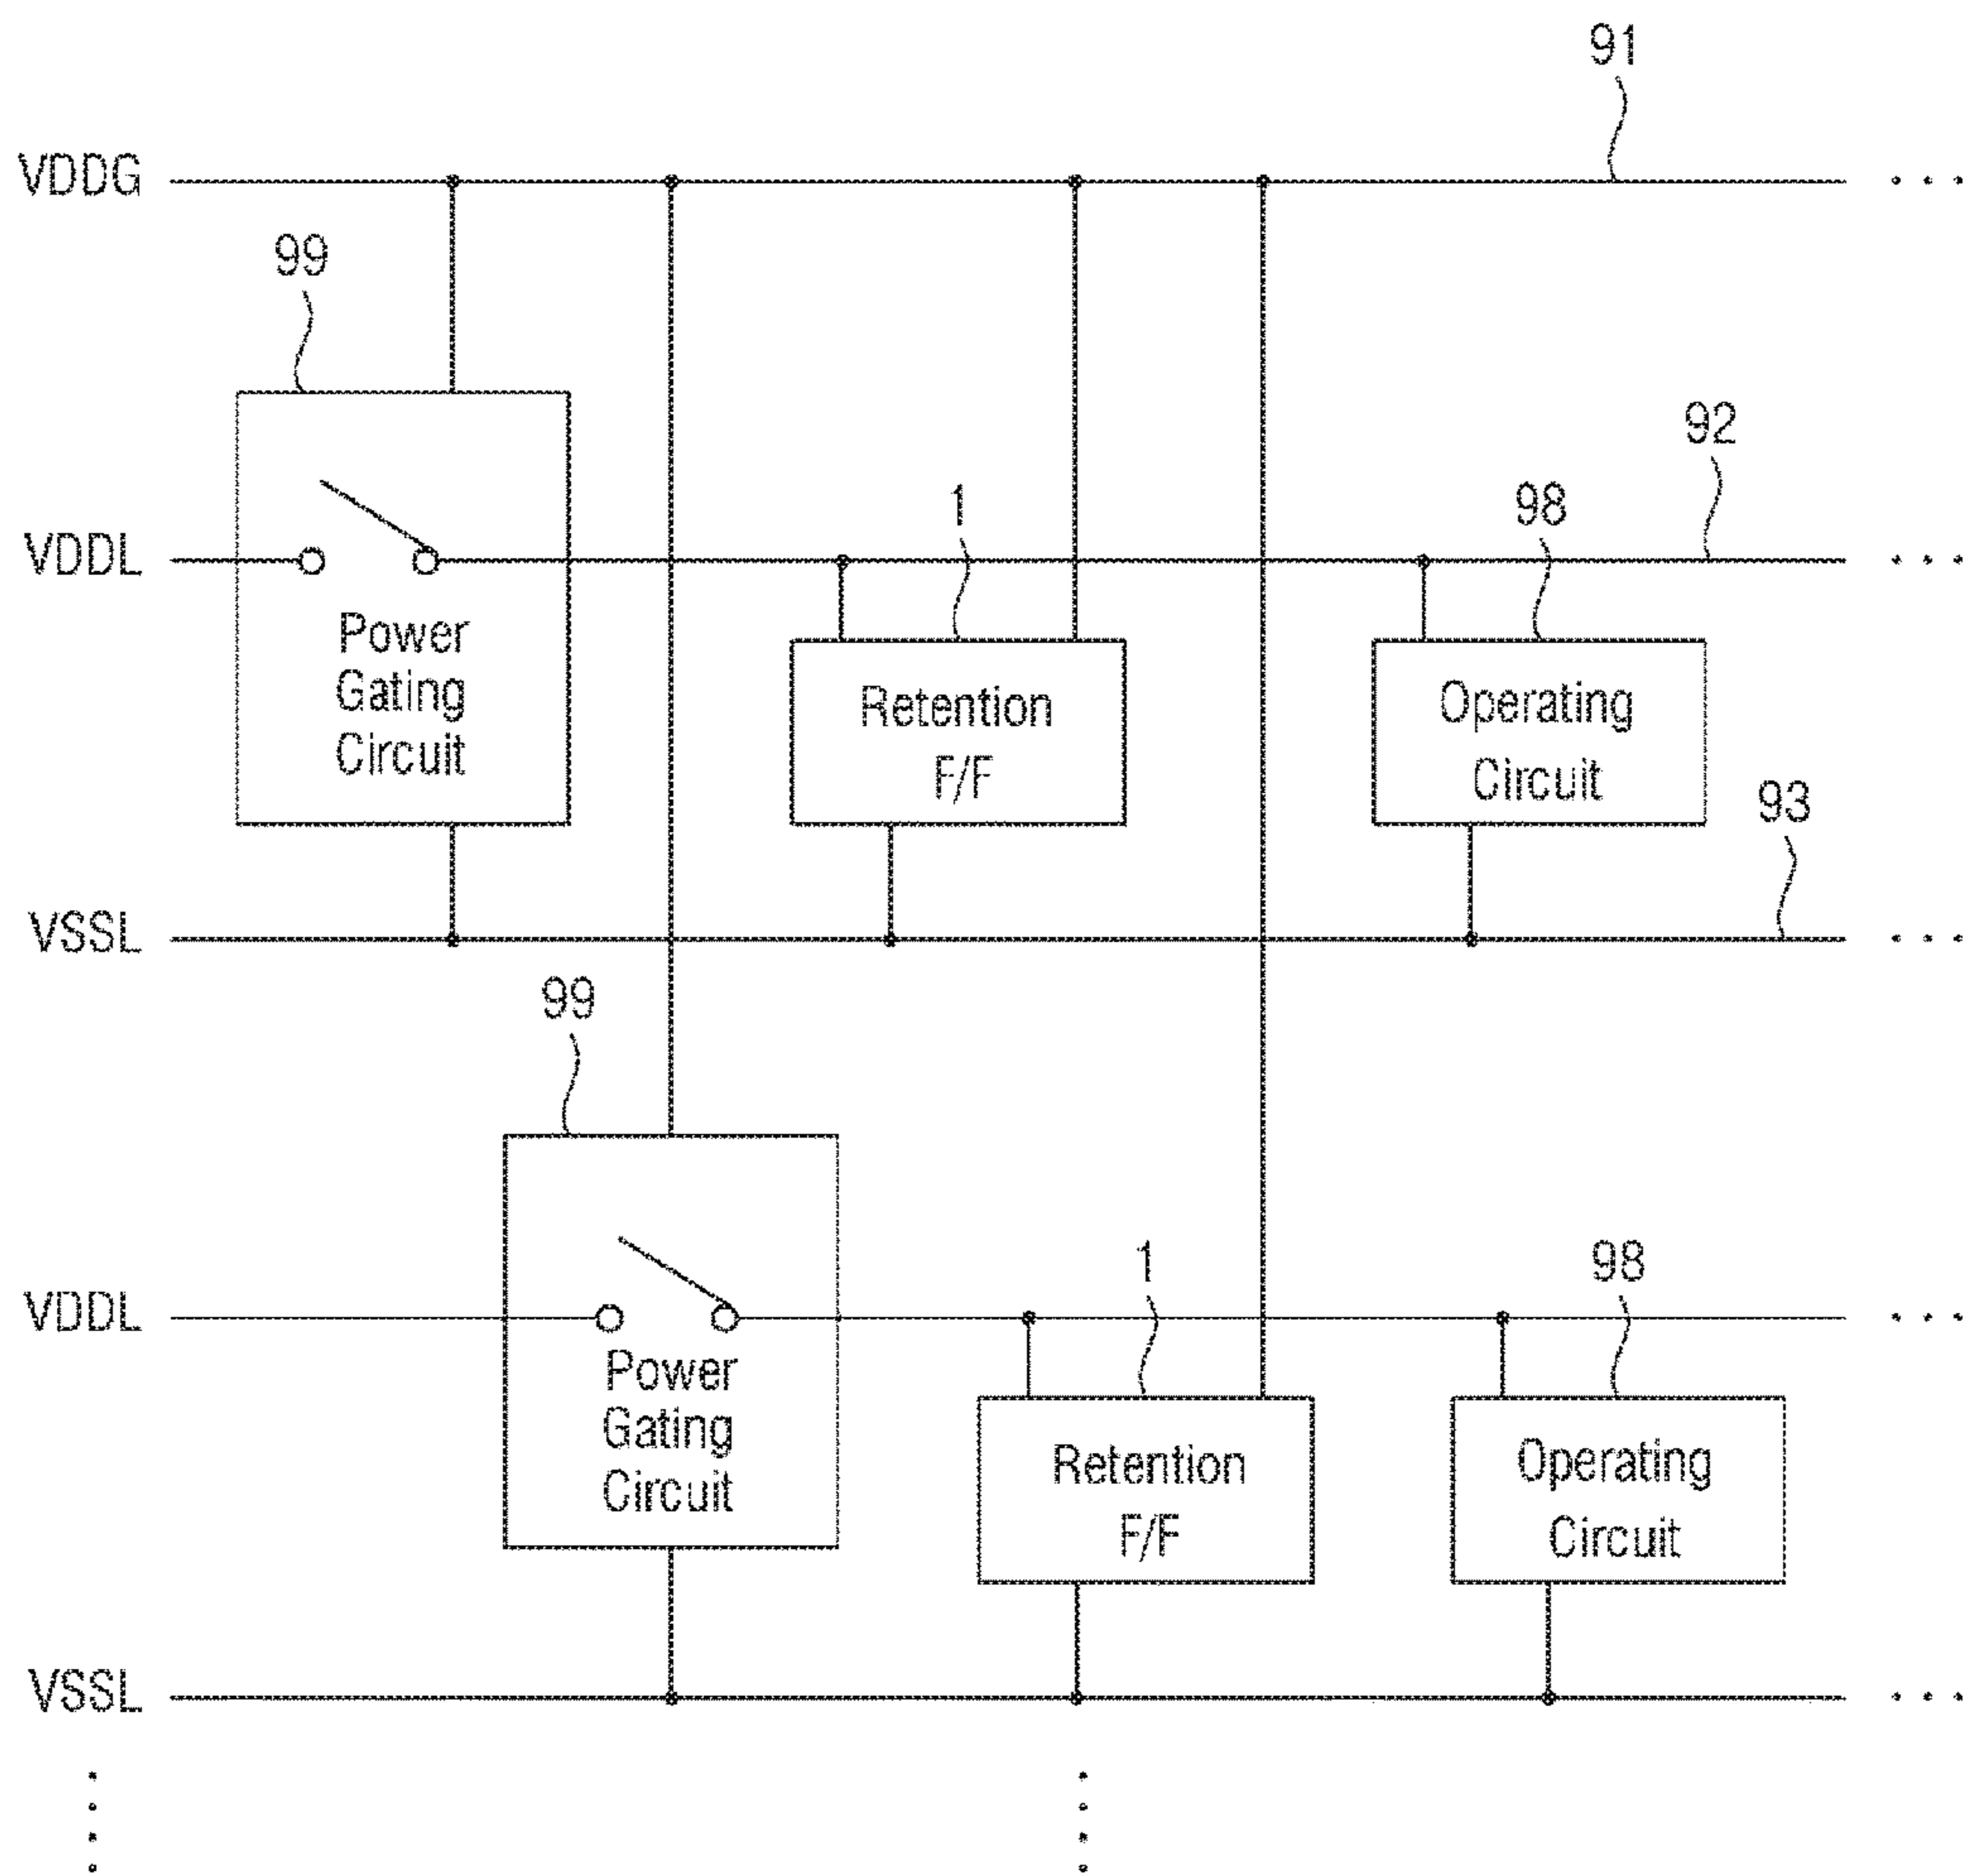 91
VDDG
99
92
1
98
VDDL
Power
Gating
Circuit
Retention
F/F
Operating
Circuit
93
VSSL
99
1
98
VDDL
Power
Gating
Circuit
Retention
F/F
Operating
Circuit
VSSL